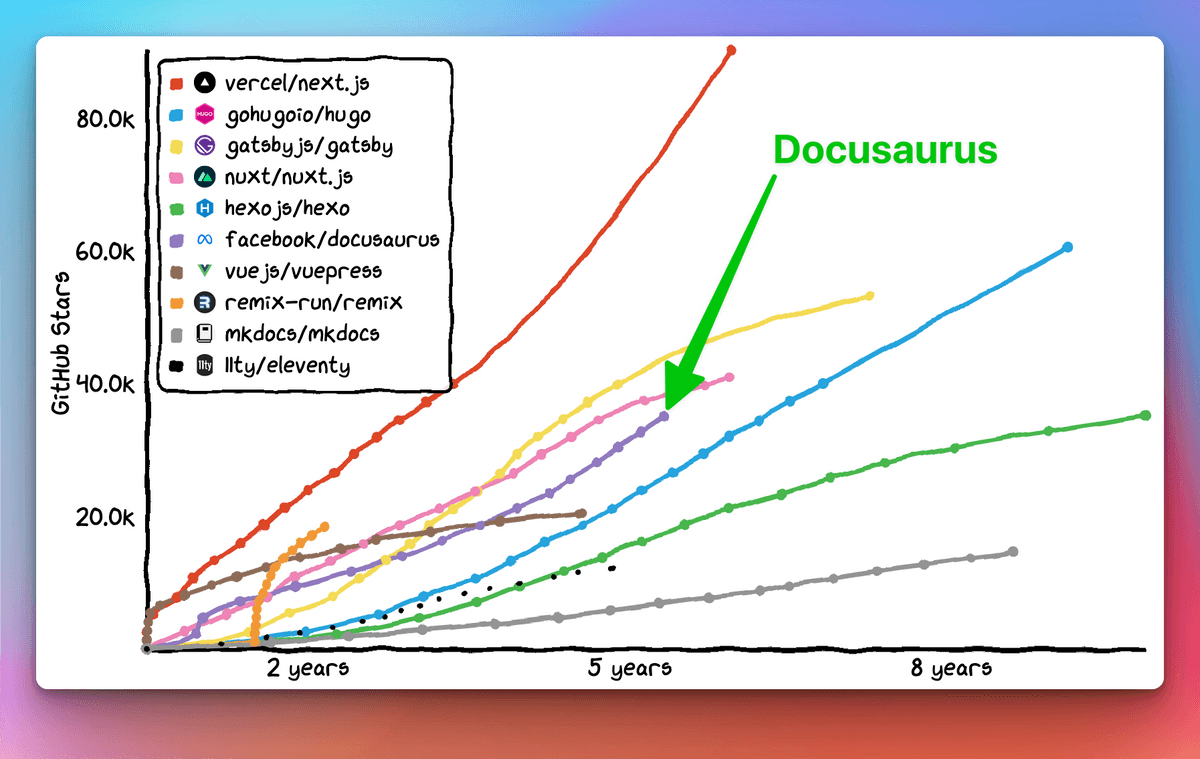 80.0k
60.0k
40.0k
20.0k
GitHub Stars
vercel/next.js
HUGO gohugoio/hugo
gatsbyjs/gatsby
nuxt/nuxt.js
H hexojs/hexo
facebook/docusaurus
vuejs/vuepress
R remix-run/remix
mkdocs/mkdocs
11ty 11ty/eleventy
Docusaurus
2 years
5 years
8 years